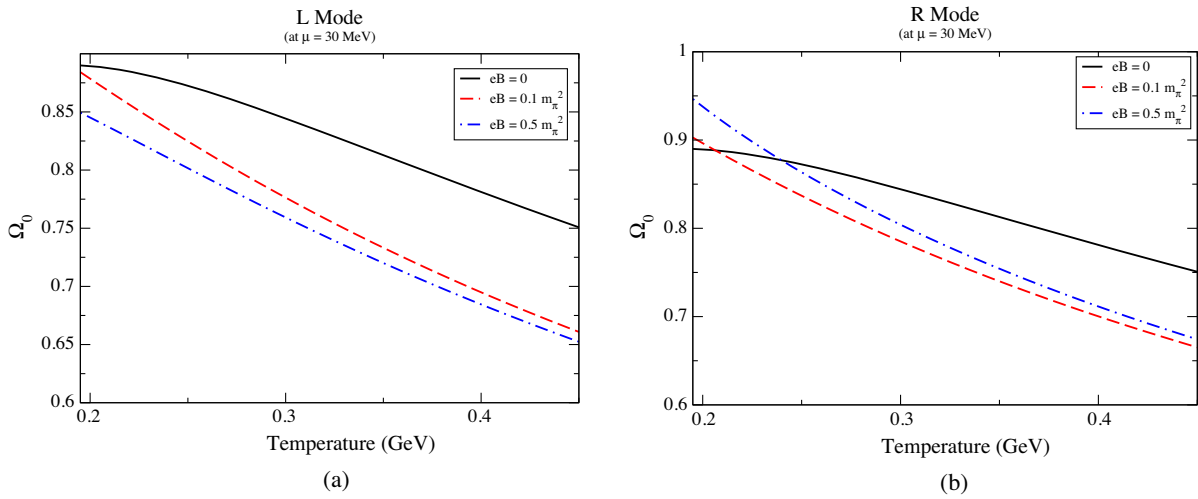 L Mode
(at μ = 30 MeV)
eB = 0
eB = 0.1 m_π^2
eB = 0.5 m_π^2
0.85
0.8
0.75
0.7
0.65
0.6
Ω_0
0.2
0.3
0.4
Temperature (GeV)
(a)
R Mode
(at μ = 30 MeV)
eB = 0
eB = 0.1 m_π^2
eB = 0.5 m_π^2
1
0.9
0.8
0.7
0.6
Ω_0
0.2
0.3
0.4
Temperature (GeV)
(b)